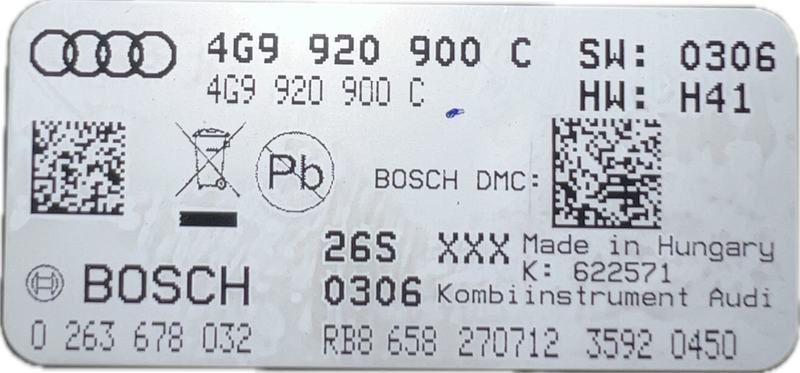 4G9 920 900 C SW: 0306
4G9 920 900 C HW: H41
Pb
BOSCH DMC:
26S XXX Made in Hungary
K: 622571
BOSCH 0306 Kombiinstrument Audi
0 263 678 032 RB8 658 270712 3592 0450